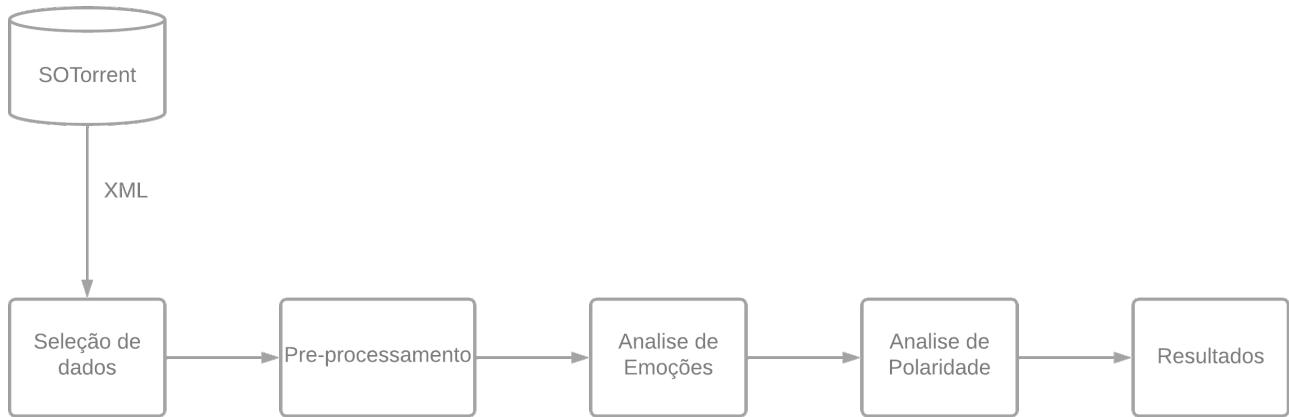 SOTorrent
XML
Seleção de
dados
Pre-processamento
Analise de
Emoções
Analise de
Polaridade
Resultados